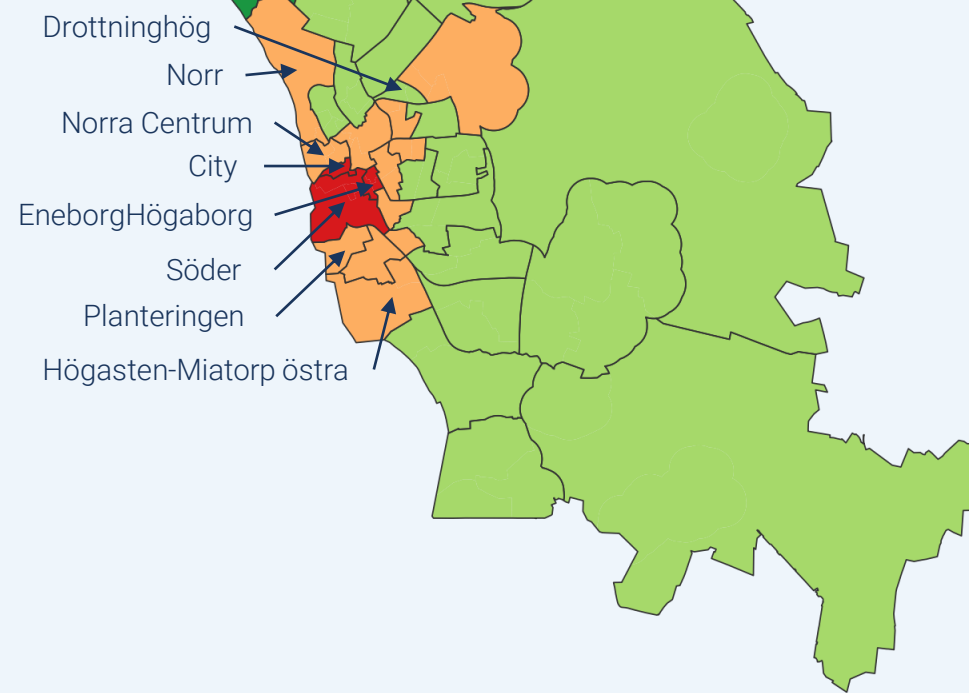 Drottninghög
Norr
Norra Centrum
City
EneborgHögaborg
Söder
Planteringen
Högasten-Miatorp östra